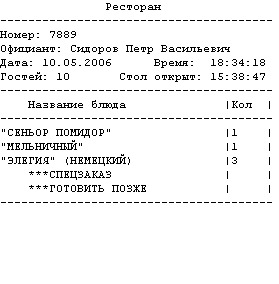 Ресторан
Номер: 7889
Официант: Сидоров Петр Васильевич
Дата: 10.05.2006 Время: 18:34:18
Гостей: 10 Стол открыт: 15:38:47
Название блюда |Кол |
"СЕНЬОР ПОМИДОР" |1 |
"МЕЛЬНИЧНЫЙ" |1 |
"ЭЛЕГИЯ" (НЕМЕЦКИЙ) |3 |
***СПЕЦЗАКАЗ | |
***ГОТОВИТЬ ПОЗЖЕ | |